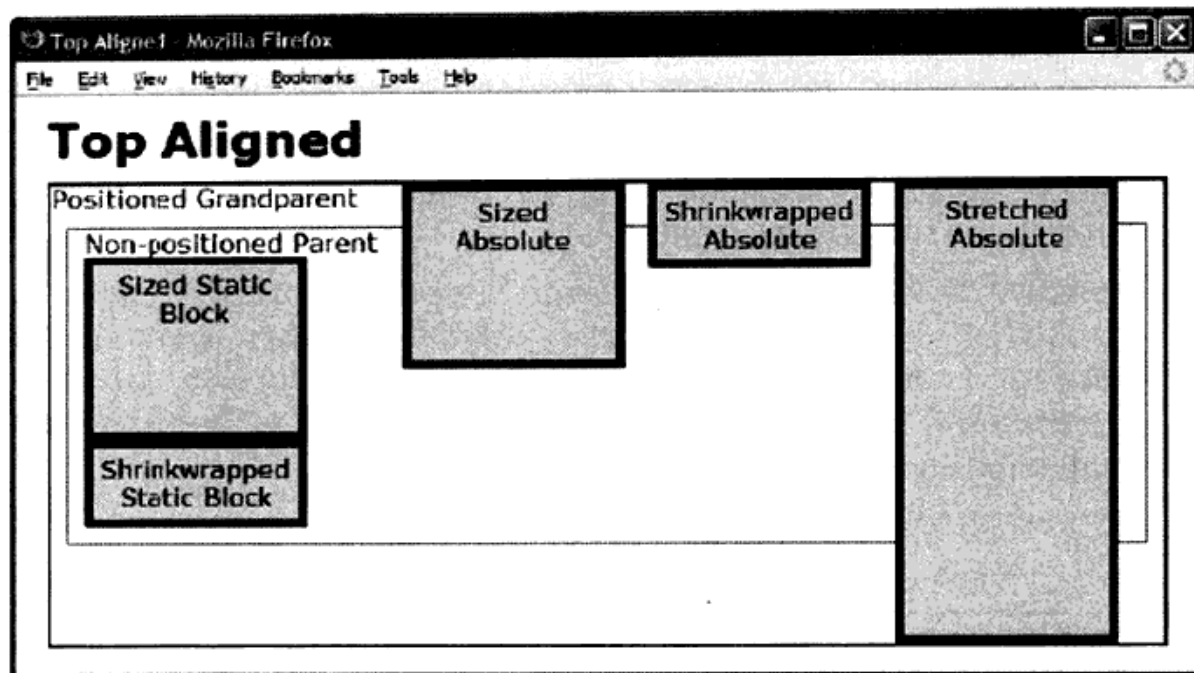 Top Aligne1 - Mozilla Firefox
File Edit View History Bookmarks Tools Help
Top Aligned
Positioned Grandparent
Non-positioned Parent
Sized Static
Block
Shrinkwrapped
Static Block
Sized
Absolute
Shrinkwrapped
Absolute
Stretched
Absolute